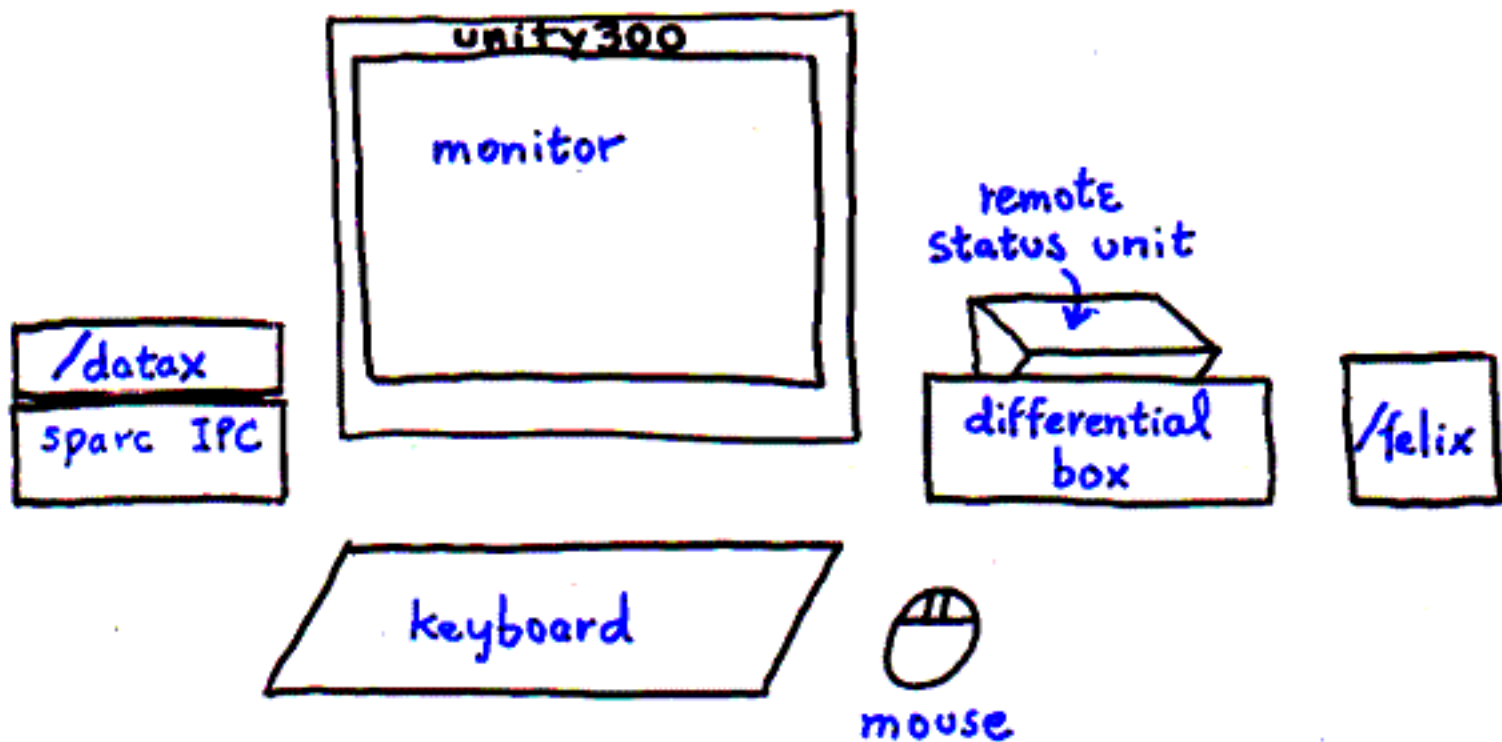 unity300
monitor
remote
status unit
/datax
sparc IPC
differential
box
/felix
keyboard
mouse